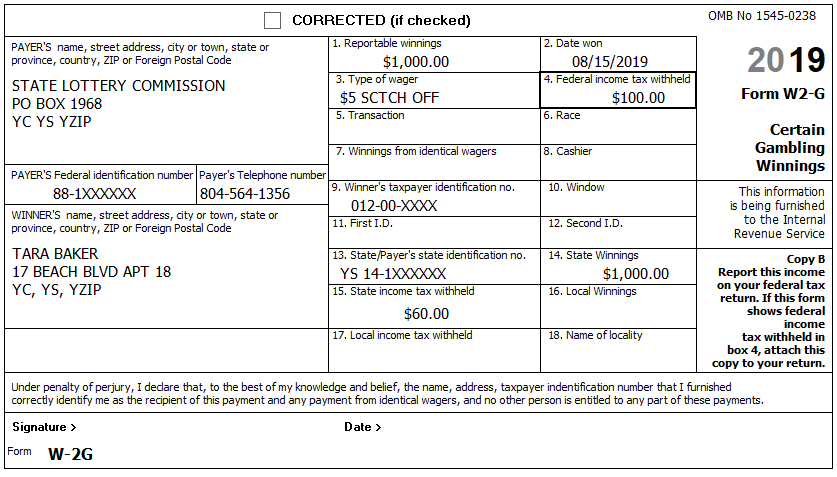 CORRECTED (if checked)
OMB No 1545-0238
PAYER'S name, street address, city or town, state or
province, country, ZIP or Foreign Postal Code
STATE LOTTERY COMMISSION
PO BOX 1968
YC YS YZIP
1. Reportable winnings
$1,000.00
2. Date won
08/15/2019
3. Type of wager
$5 SCTCH OFF
4. Federal income tax withheld
$100.00
5. Transaction
6. Race
7. Winnings from identical wagers
8. Cashier
2019
Form W2-G
Certain
Gambling
Winnings
PAYER'S Federal identification number
88-1XXXXXX
Payer's Telephone number
804-564-1356
9. Winner's taxpayer identification no.
012-00-XXXX
10. Window
This information
is being furnished
to the Internal
Revenue Service
WINNER'S name, street address, city or town, state or
province, country, ZIP or Foreign Postal Code
TARA BAKER
17 BEACH BLVD APT 18
YC, YS, YZIP
11. First I.D.
12. Second I.D.
13. State/Payer's state identification no.
YS 14-1XXXXXX
14. State Winnings
$1,000.00
15. State income tax withheld
$60.00
16. Local Winnings
17. Local income tax withheld
18. Name of locality
Copy B
Report this income
on your federal tax
return. If this form
shows federal
income
tax withheld in
box 4, attach this
copy to your return.
Under penalty of perjury, I declare that, to the best of my knowledge and belief, the name, address, taxpayer indentification number that I furnished
correctly identify me as the recipient of this payment and any payment from identical wagers, and no other person is entitled to any part of these payments.
Signature >
Date >
Form W-2G